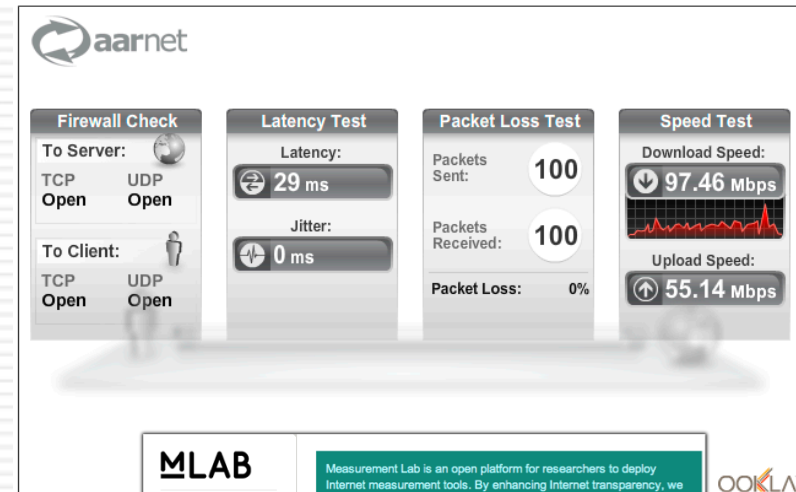 aarnet
Firewall Check
To Server:
TCP UDP
Open Open
To Client:
TCP UDP
Open Open
Latency Test
Latency:
29 ms
Jitter:
0 ms
Packet Loss Test
Packets
Sent:
100
Packets
Received:
100
Packet Loss: 0%
Speed Test
Download Speed:
97.46 Mbps
Upload Speed:
55.14 Mbps
MLAB
Measurement Lab is an open platform for researchers to deploy
Internet measurement tools. By enhancing Internet transparency, we
OOKLA